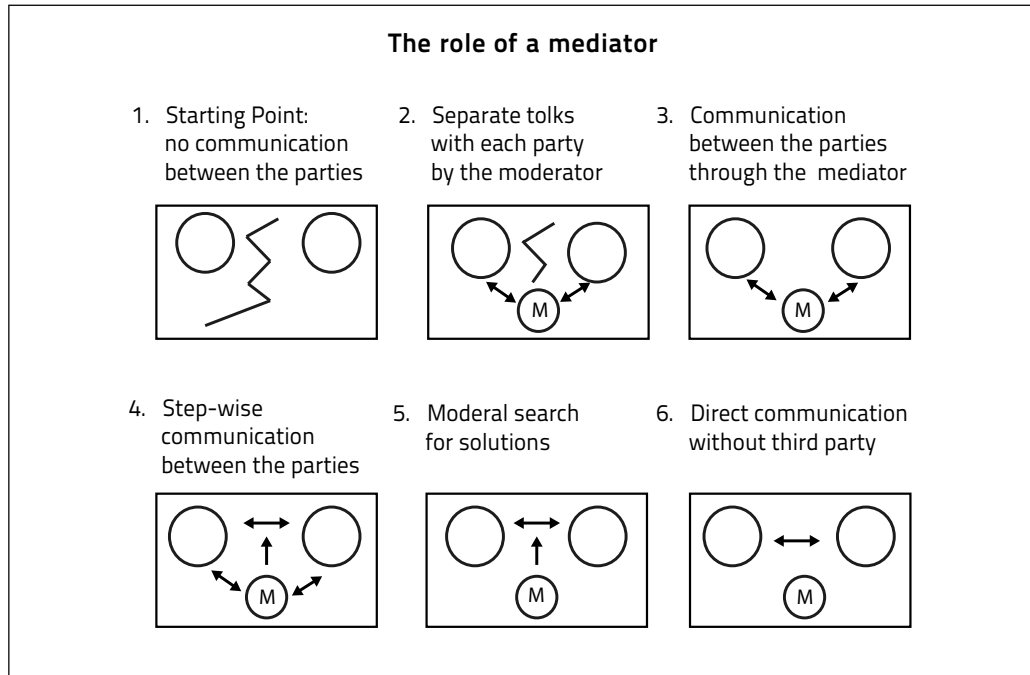 The role of a mediator
1. Starting Point:
no communication
between the parties
2. Separate tolks
with each party
by the moderator
3. Communication
between the parties
through the mediator
M
M
4. Step-wise
communication
between the parties
5. Moderal search
for solutions
6. Direct communication
without third party
M
M
M